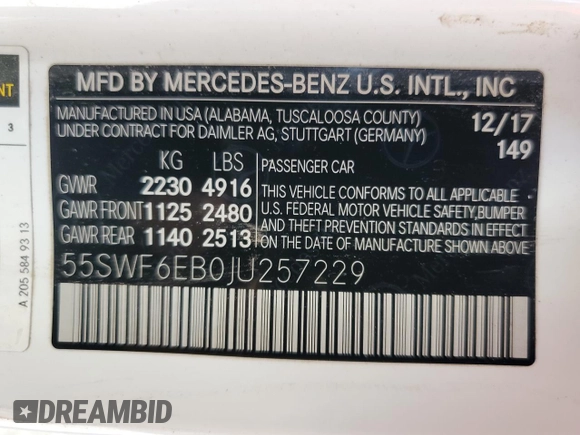 MFD BY MERCEDES-BENZ U.S. INTL., INC
MANUFACTURED IN USA (ALABAMA, TUSCALOOSA COUNTY)
UNDER CONTRACT FOR DAIMLER AG, STUTTGART (GERMANY)
12/17
149
KG LBS
GVWR 2230 4916
GAWR FRONT 1125 2480
GAWR REAR 1140 2513
PASSENGER CAR
THIS VEHICLE CONFORMS TO ALL APPLICABLE
U.S. FEDERAL MOTOR VEHICLE SAFETY, BUMPER
AND THEFT PREVENTION STANDARDS IN EFFECT
ON THE DATE OF MANUFACTURE SHOWN ABOVE.
55SWF6EB0JU257229
3
A 205 584 93 13
DREAMBID